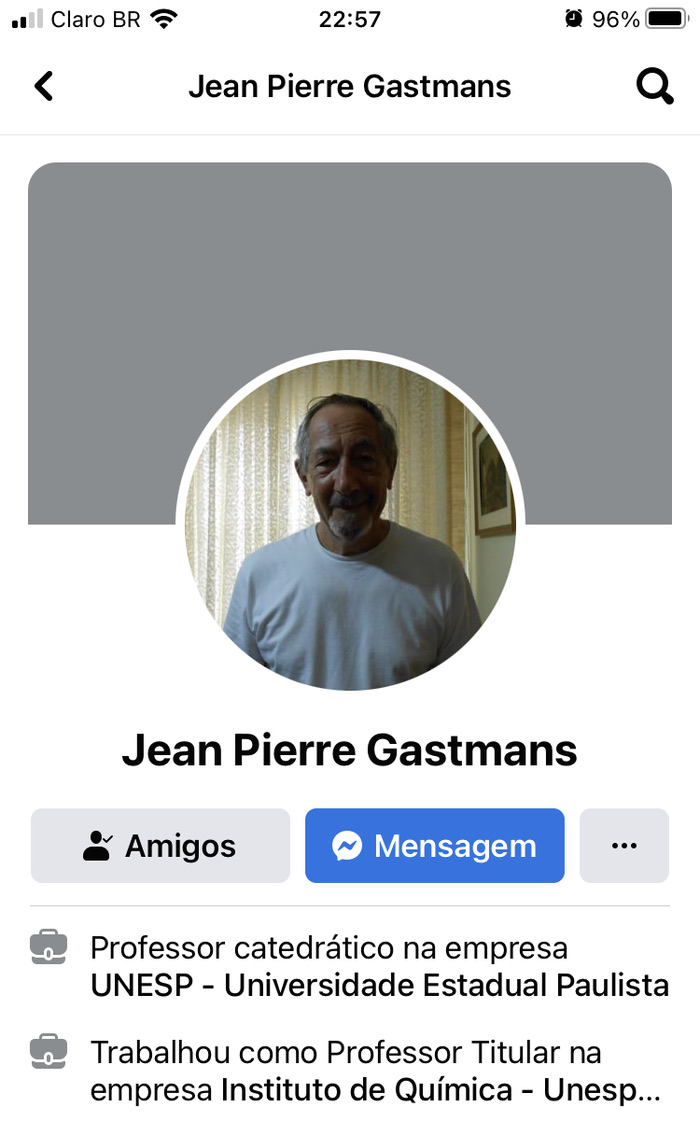 Claro BR 22:57 96%
Jean Pierre Gastmans
Jean Pierre Gastmans
Amigos Mensagem ...
Professor catedrático na empresa
UNESP - Universidade Estadual Paulista
Trabalhou como Professor Titular na
empresa Instituto de Química - Unesp...